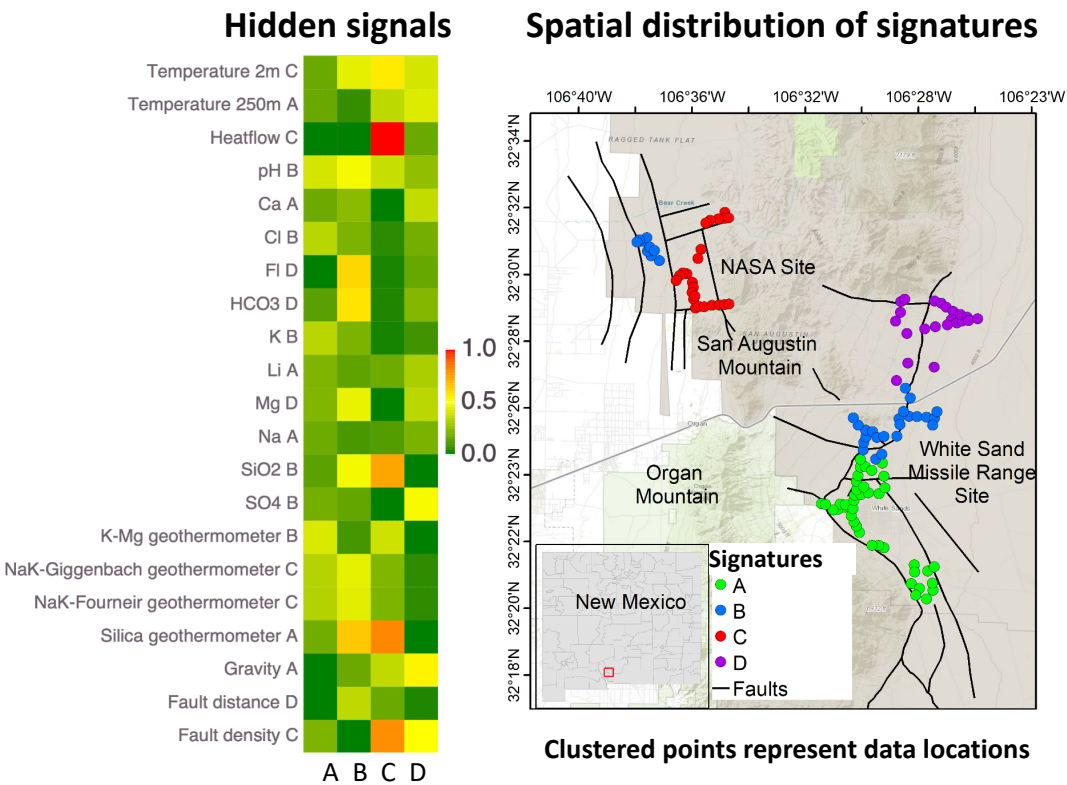 Hidden signals
Spatial distribution of signatures
Temperature 2m C
Temperature 250m A
Heatflow C
pH B
Ca A
Cl B
Fl D
HCO3 D
K B
Li A
Mg D
Na A
SiO2 B
SO4 B
K-Mg geothermometer B
NaK-Giggenbach geothermometer C
NaK-Fourneir geothermometer C
Silica geothermometer A
Gravity A
Fault distance D
Fault density C
A B C D
1.0
0.5
0.0
106°40'W 106°36'W 106°32'W 106°28'W 106°23'W
32°34'N
32°32'N
32°30'N
32°28'N
32°26'N
32°23'N
32°22'N
32°20'N
32°18'N
RAGGED TANK FLAT
Bear Creek
NASA Site
SAN AUGUSTIN
San Augustin
Mountain
Organ
Organ
Mountain
White Sand
Missile Range
Site
White Sands
New Mexico
Signatures
A
B
C
D
Faults
Clustered points represent data locations